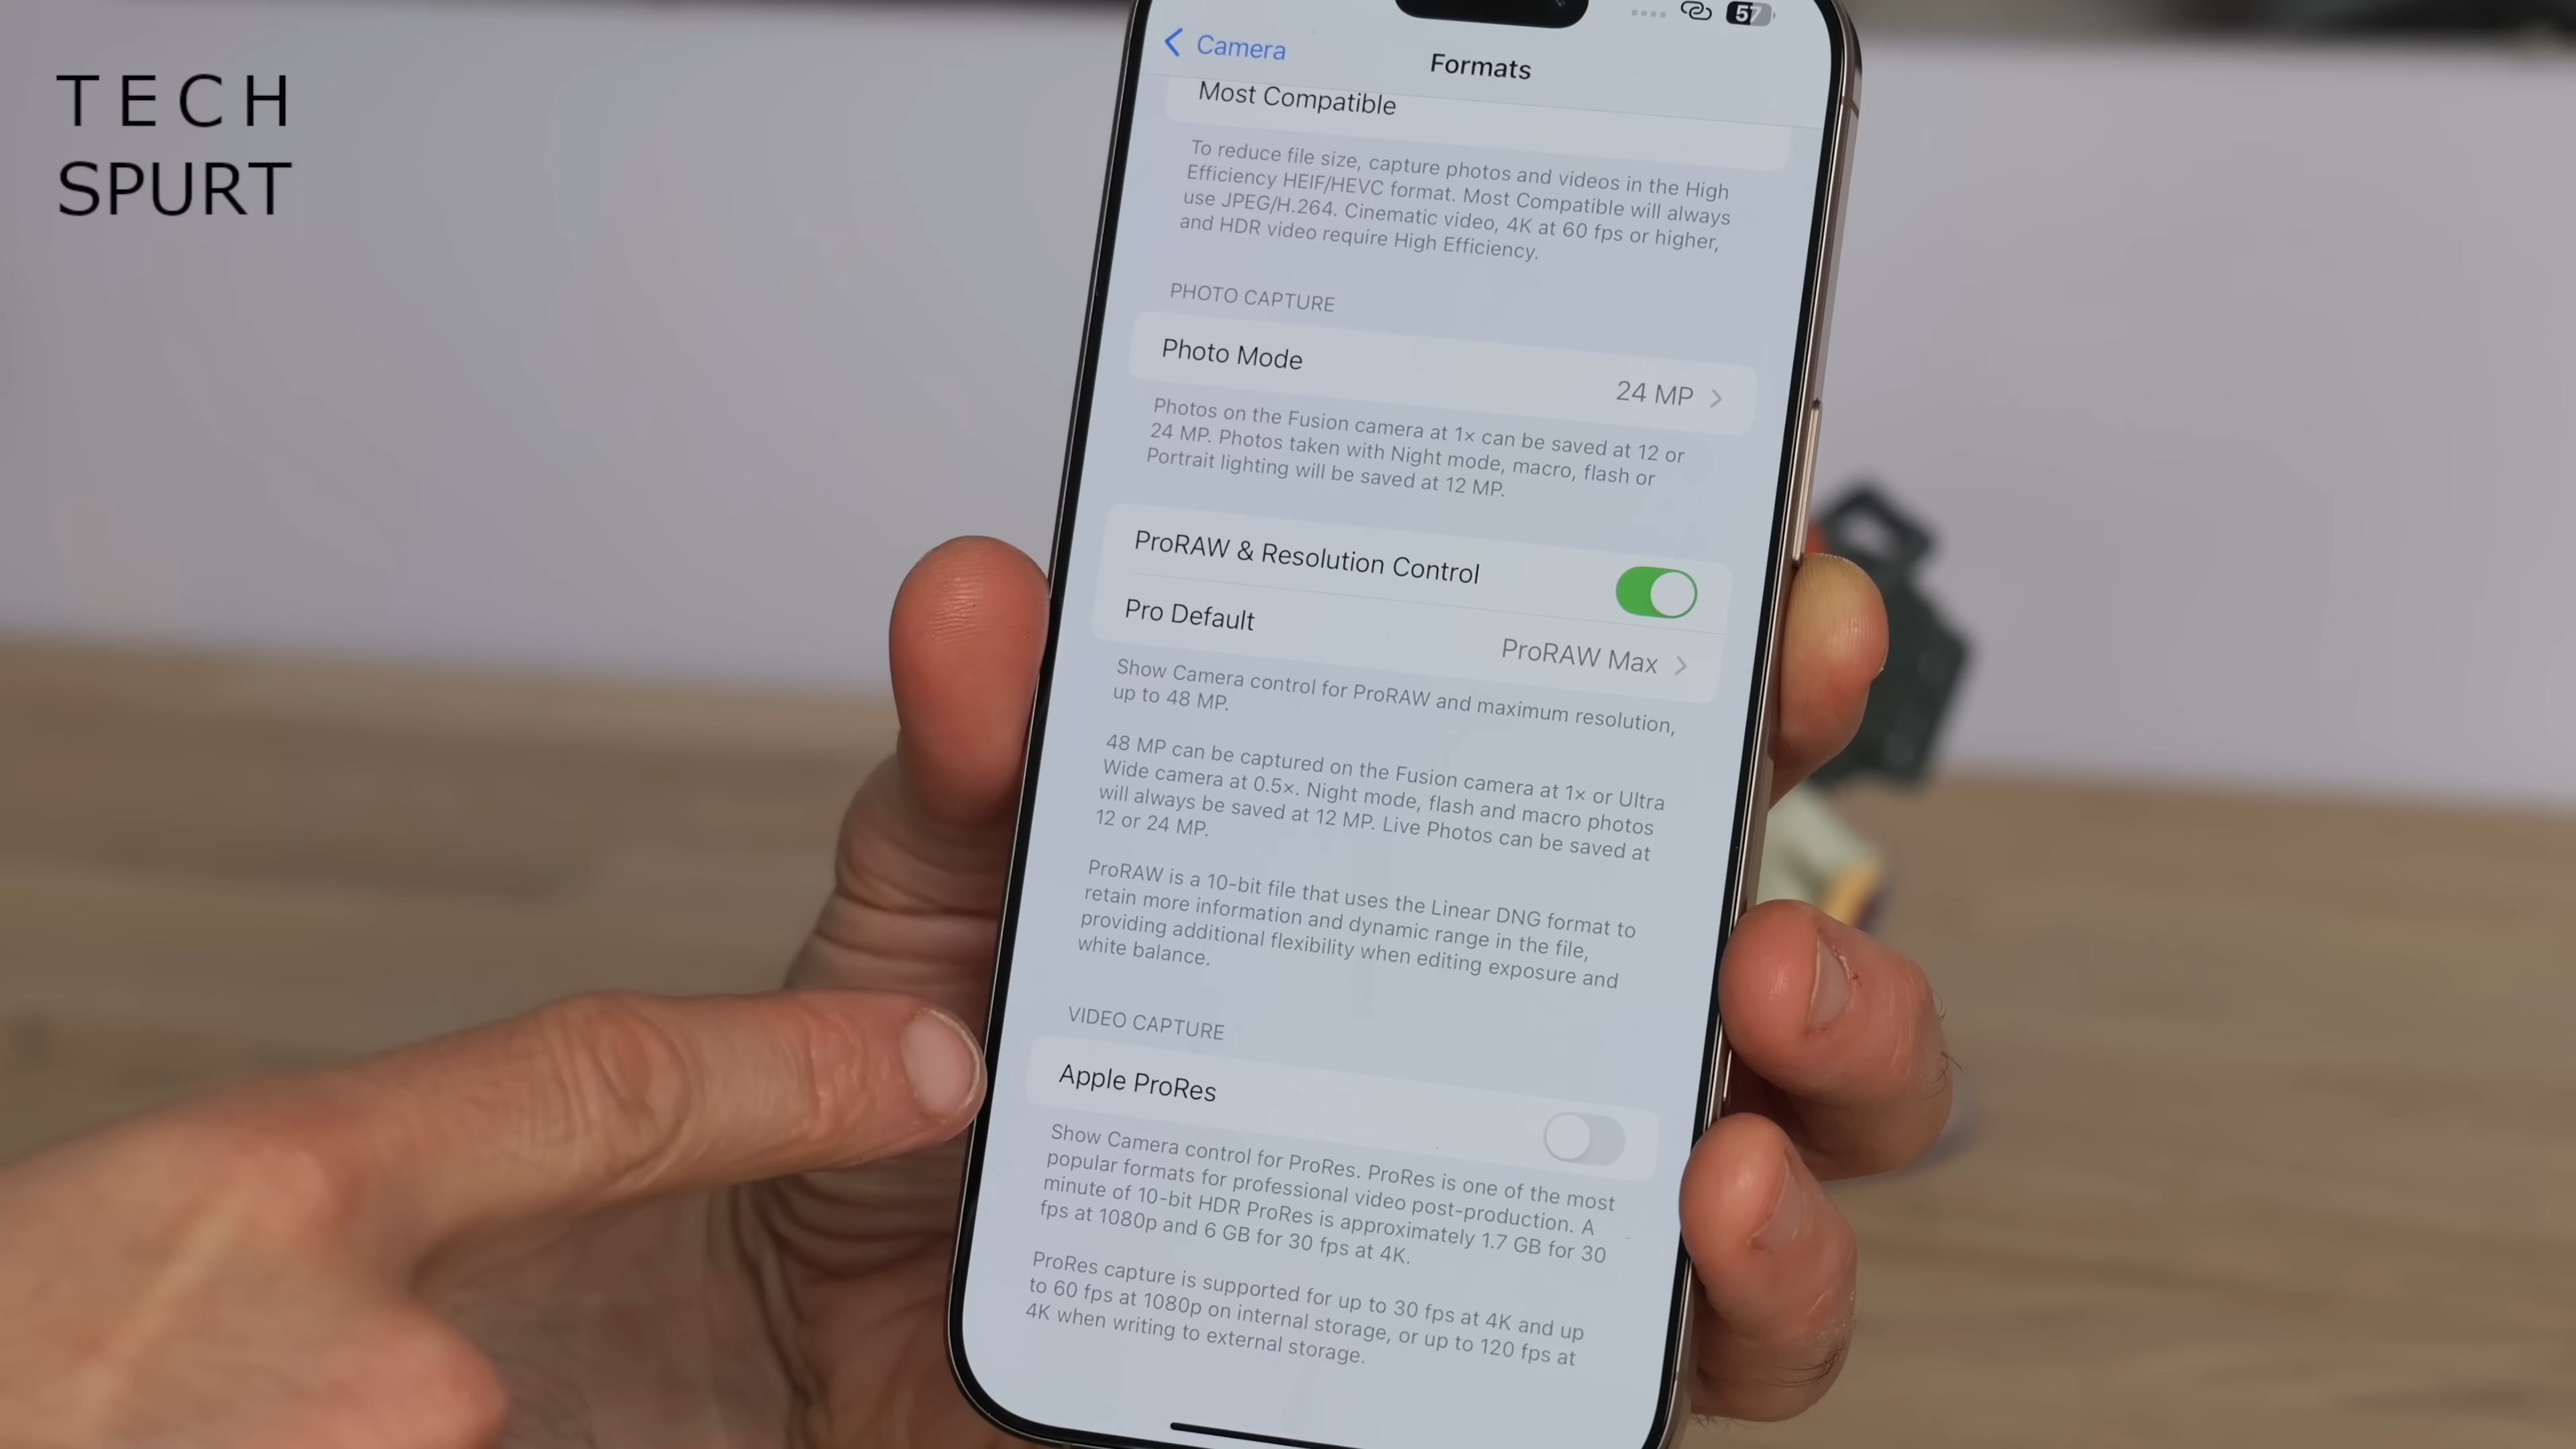 TECH
SPURT
57
Camera
Formats
Most Compatible
To reduce file size, capture photos and videos in the High
Efficiency HEIF/HEVC format. Most Compatible will always
use JPEG/H.264. Cinematic video, 4K at 60 fps or higher,
and HDR video require High Efficiency.
PHOTO CAPTURE
Photo Mode
24 MP
Photos on the Fusion camera at 1× can be saved at 12 or
24 MP. Photos taken with Night mode, macro, flash or
Portrait lighting will be saved at 12 MP.
ProRAW & Resolution Control
Pro Default
ProRAW Max
Show Camera control for ProRAW and maximum resolution,
up to 48 MP.
48 MP can be captured on the Fusion camera at 1× or Ultra
Wide camera at 0.5×. Night mode, flash and macro photos
will always be saved at 12 MP. Live Photos can be saved at
12 or 24 MP.
ProRAW is a 10-bit file that uses the Linear DNG format to
retain more information and dynamic range in the file,
providing additional flexibility when editing exposure and
white balance.
VIDEO CAPTURE
Apple ProRes
Show Camera control for ProRes. ProRes is one of the most
popular formats for professional video post-production. A
minute of 10-bit HDR ProRes is approximately 1.7 GB for 30
fps at 1080p and 6 GB for 30 fps at 4K.
ProRes capture is supported for up to 30 fps at 4K and up
to 60 fps at 1080p on internal storage, or up to 120 fps at
4K when writing to external storage.